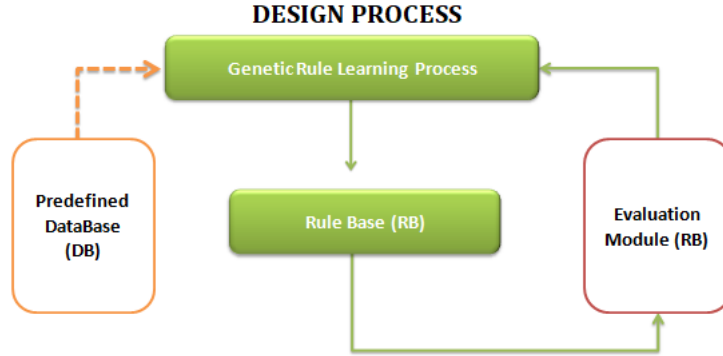 DESIGN PROCESS
Genetic Rule Learning Process
Predefined
DataBase
(DB)
Rule Base (RB)
Evaluation
Module (RB)